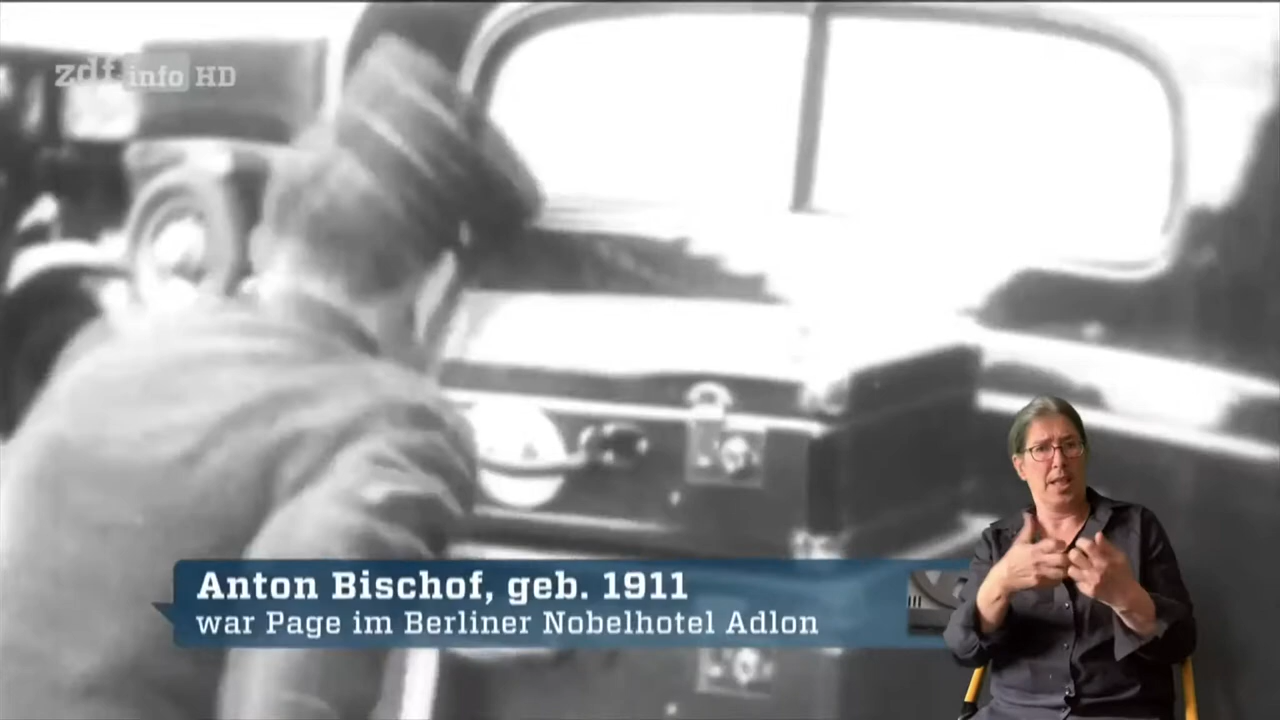 zdf info HD
Anton Bischof, geb. 1911
war Page im Berliner Nobelhotel Adlon